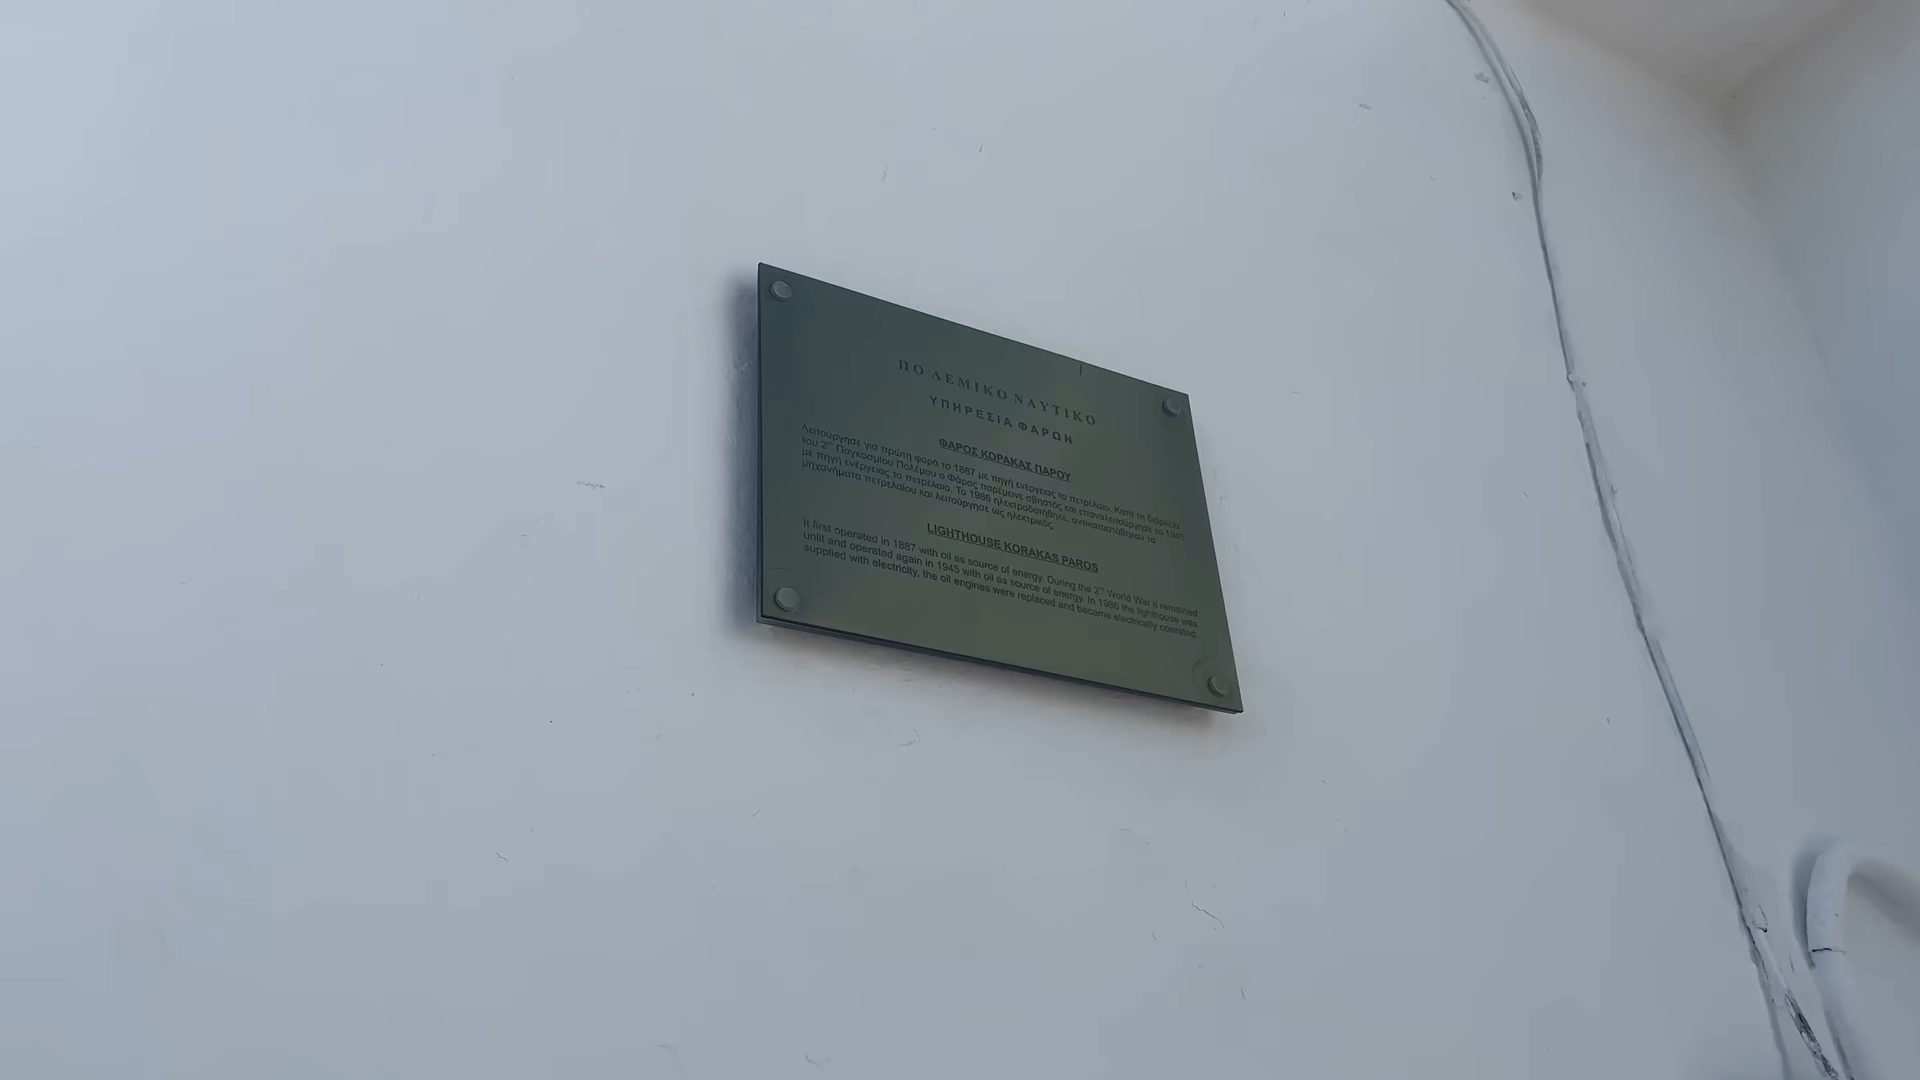 ΠΟΛΕΜΙΚΟ ΝΑΥΤΙΚΟ
ΥΠΗΡΕΣΙΑ ΦΑΡΩΝ
ΦΑΡΟΣ ΚΟΡΑΚΑΣ ΠΑΡΟΥ
Λειτούργησε για πρώτη φορά το 1887 με πηγή ενέργειας το πετρέλαιο. Κατά τη διάρκεια
του 2ου Παγκοσμίου Πολέμου ο Φάρος παρέμεινε σβηστός και επαναλειτούργησε το 1945,
με πηγή ενέργειας το πετρέλαιο. Το 1986 ηλεκτροδοτήθηκε, αντικαταστάθηκαν τα
μηχανήματα πετρελαίου και λειτούργησε ως ηλεκτρικός.
LIGHTHOUSE KORAKAS PAROS
It first operated in 1887 with oil as source of energy. During the 2nd World War it remained
unlit and operated again in 1945 with oil as source of energy. In 1986 the lighthouse was
supplied with electricity, the oil engines were replaced and became electrically operated.